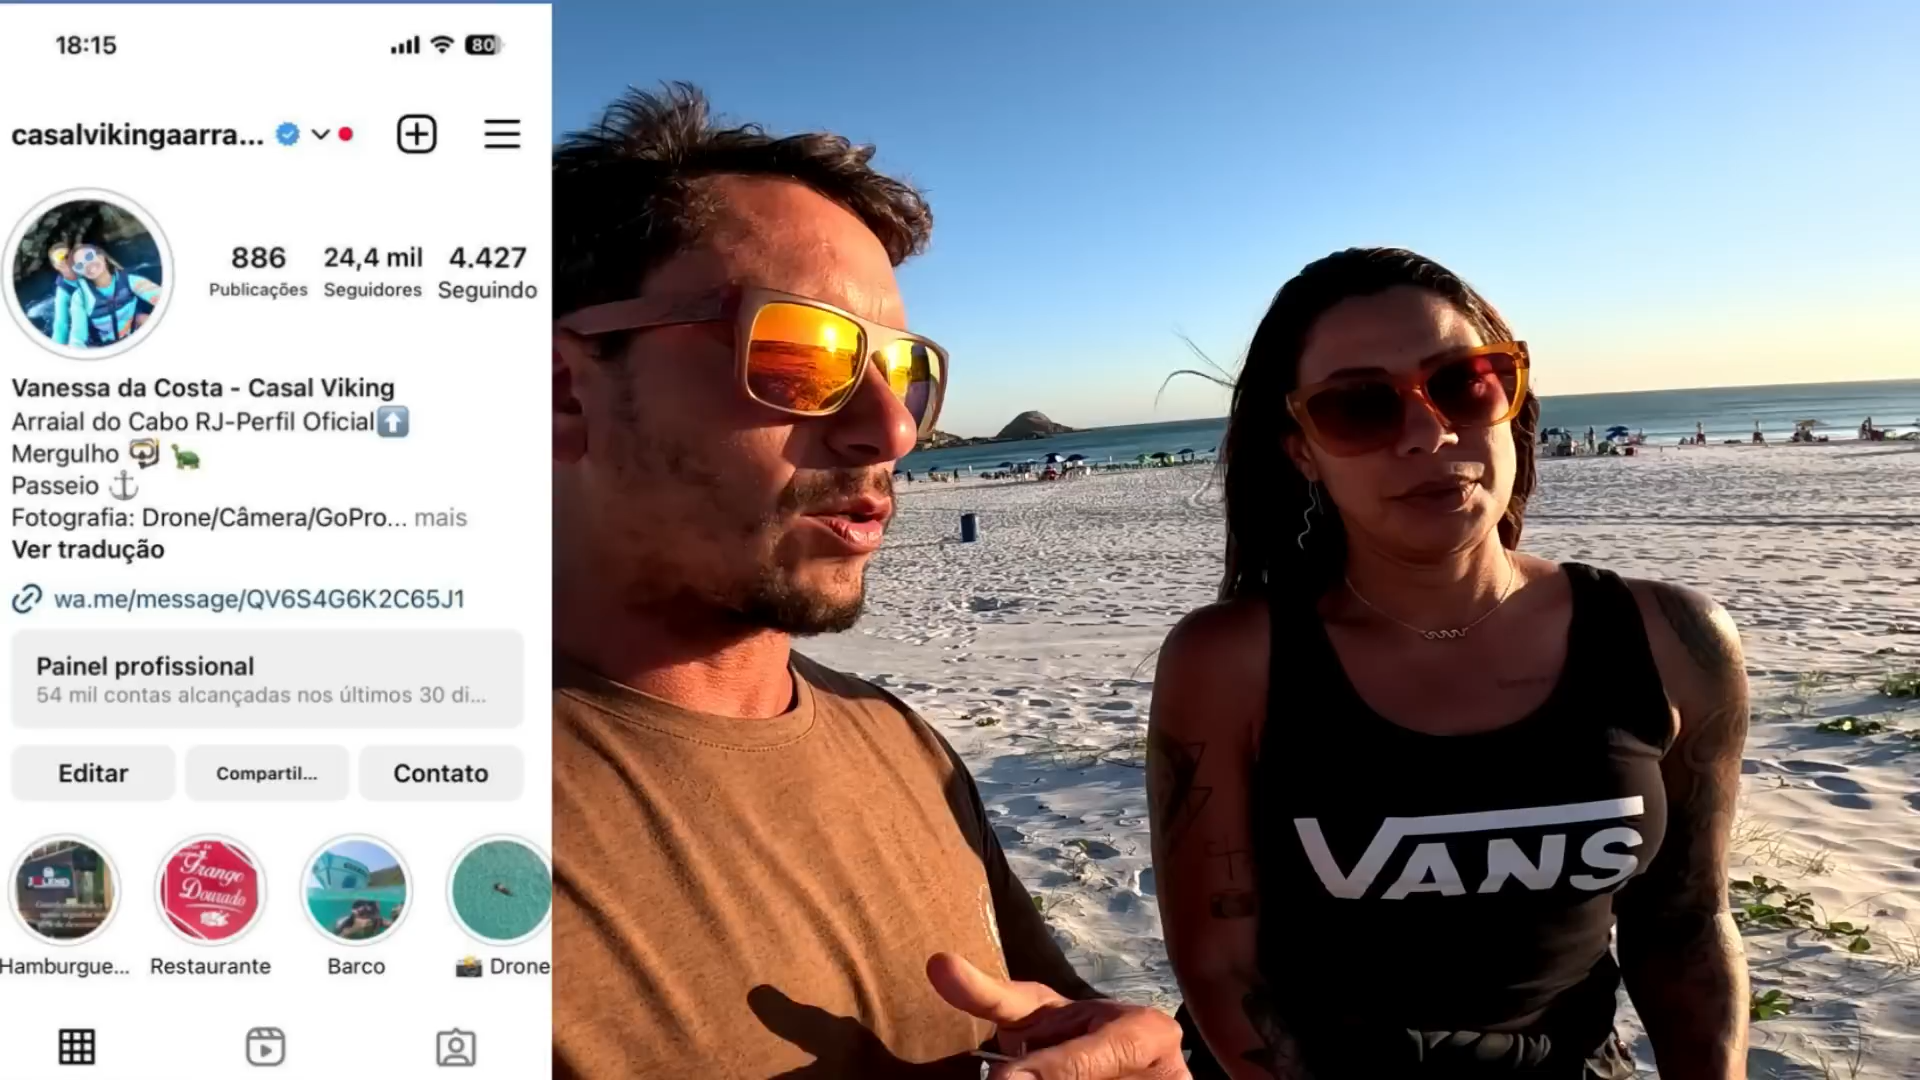 18:15
80
casalvikingaarra...
886
24,4 mil
4.427
Publicações
Seguidores
Seguindo
Vanessa da Costa - Casal Viking
Arraial do Cabo RJ-Perfil Oficial⬆️
Mergulho 🤿 🐢
Passeio ⚓
Fotografia: Drone/Câmera/GoPro... mais
Ver tradução
wa.me/message/QV6S4G6K2C65J1
Painel profissional
54 mil contas alcançadas nos últimos 30 di...
Editar
Compartil...
Contato
Frango
Dourado
Hamburgue...
Restaurante
Barco
📸 Drone
VANS